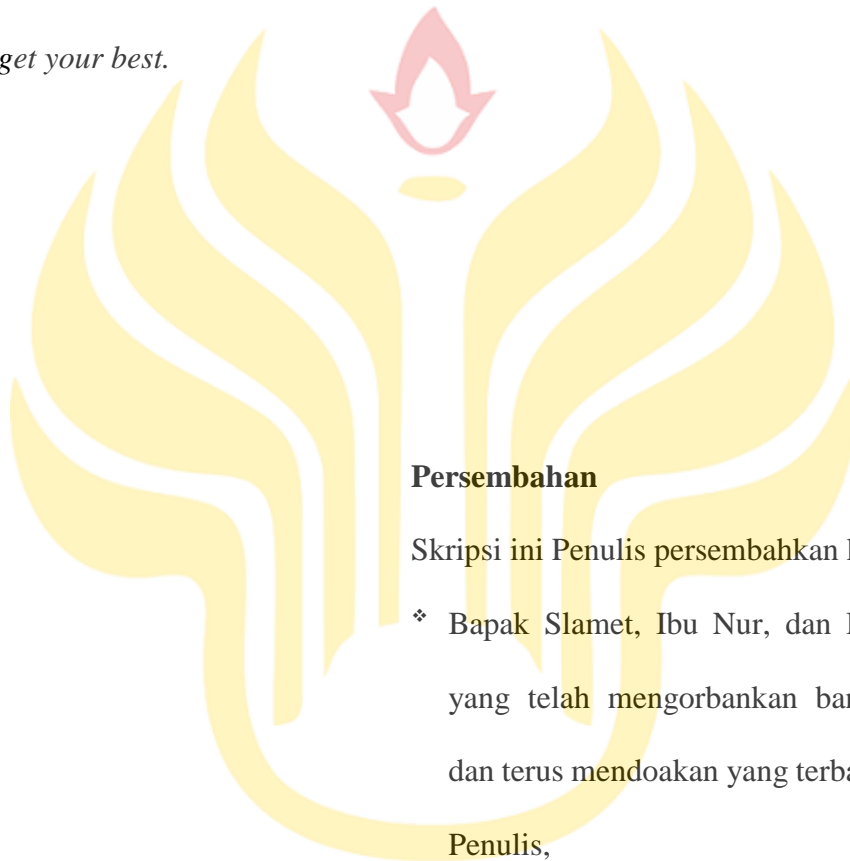 get your best.
Persembahan
Skripsi ini Penulis persembahkan
❖ Bapak Slamet, Ibu Nur, dan
yang telah mengorbankan
dan terus mendoakan yang
Penulis,